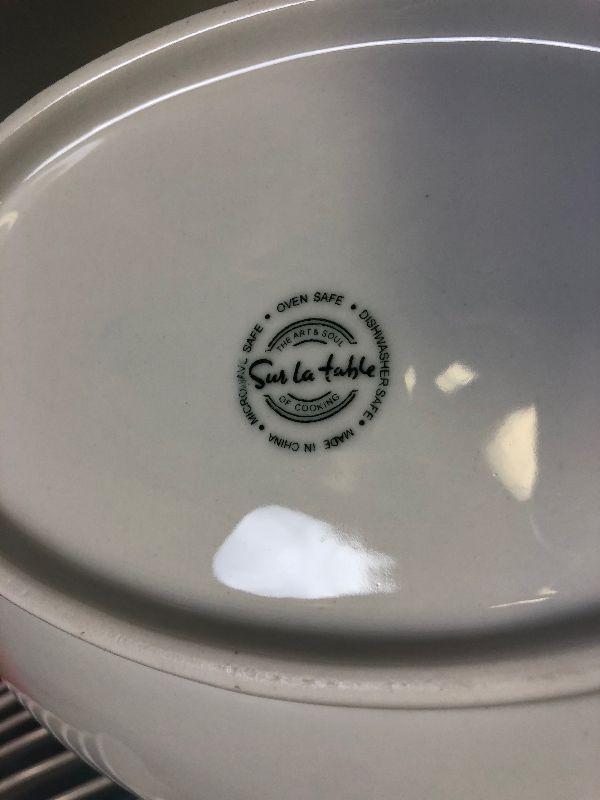 MICROWAVE SAFE • OVEN SAFE • DISHWASHER SAFE • MADE IN CHINA •
THE ART & SOUL
Sur la table
OF COOKING